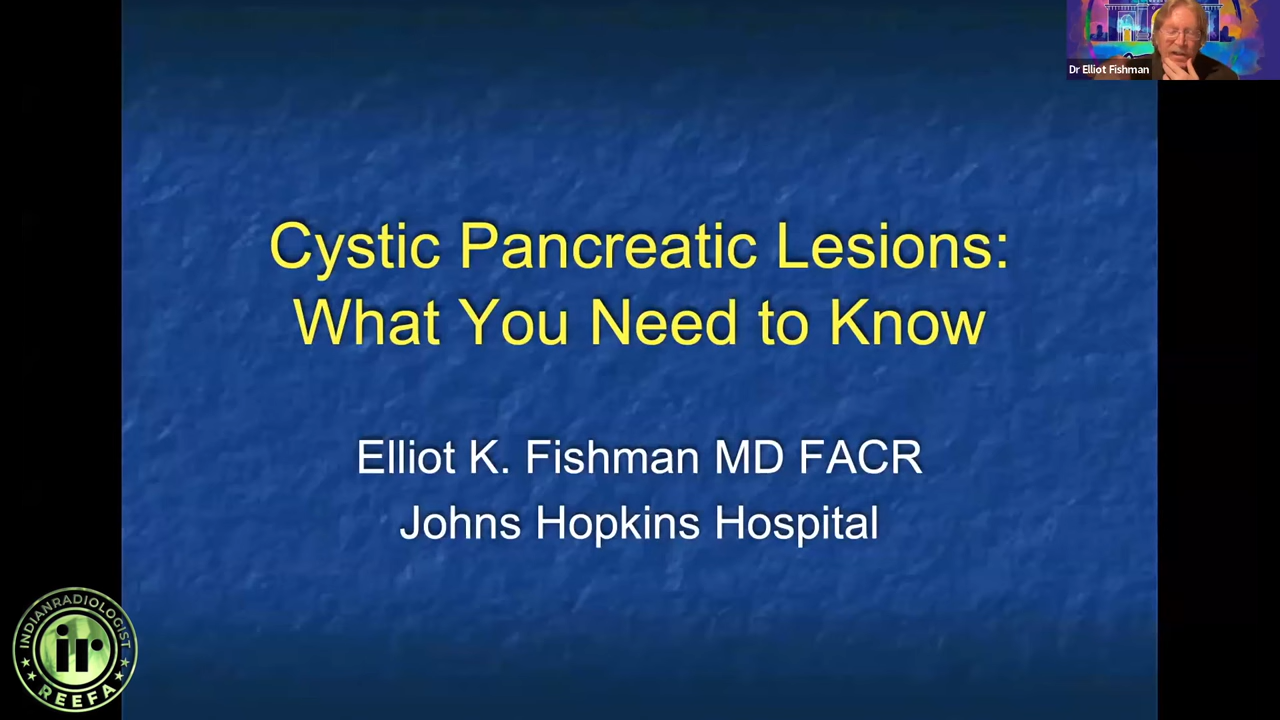 Dr Elliot Fishman
Cystic Pancreatic Lesions:
What You Need to Know
Elliot K. Fishman MD FACR
Johns Hopkins Hospital
INDIANRADIOLOGIST
ir
REEFA